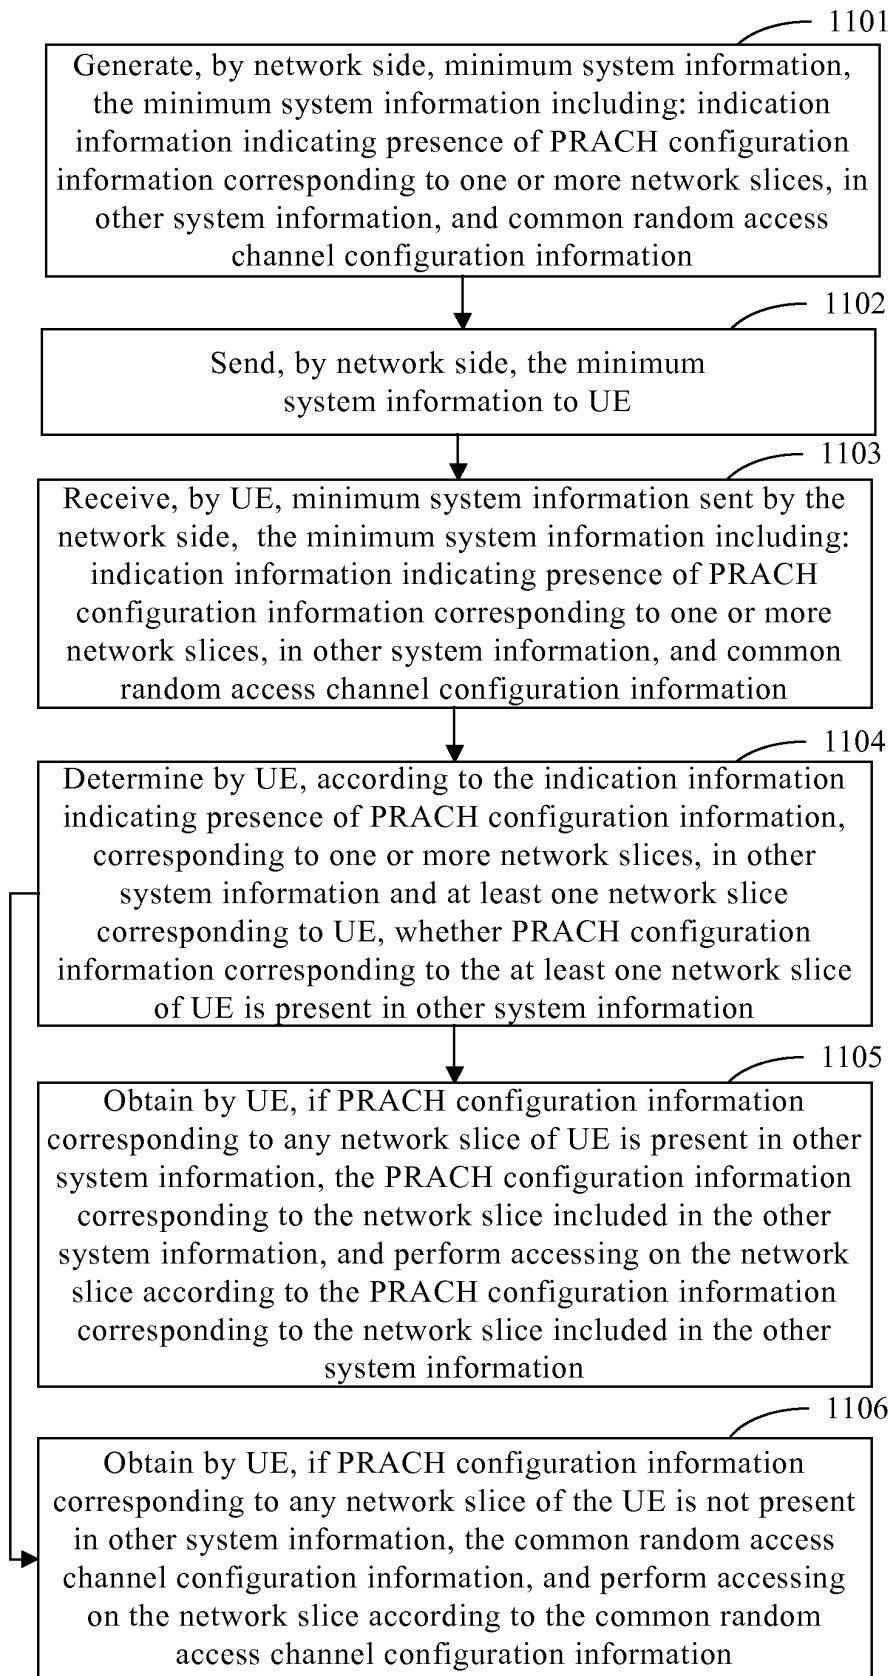 1101
Generate, by network side, minimum system information,
the minimum system information including: indication
information indicating presence of PRACH configuration
information corresponding to one or more network slices, in
other system information, and common random access
channel configuration information
1102
Send, by network side, the minimum
system information to UE
1103
Receive, by UE, minimum system information sent by the
network side, the minimum system information including:
indication information indicating presence of PRACH
configuration information corresponding to one or more
network slices, in other system information, and common
random access channel configuration information
1104
Determine by UE, according to the indication information
indicating presence of PRACH configuration information,
corresponding to one or more network slices, in other
system information and at least one network slice
corresponding to UE, whether PRACH configuration
information corresponding to the at least one network slice
of UE is present in other system information
1105
Obtain by UE, if PRACH configuration information
corresponding to any network slice of UE is present in other
system information, the PRACH configuration information
corresponding to the network slice included in the other
system information, and perform accessing on the network
slice according to the PRACH configuration information
corresponding to the network slice included in the other
system information
1106
Obtain by UE, if PRACH configuration information
corresponding to any network slice of the UE is not present
in other system information, the common random access
channel configuration information, and perform accessing
on the network slice according to the common random
access channel configuration information